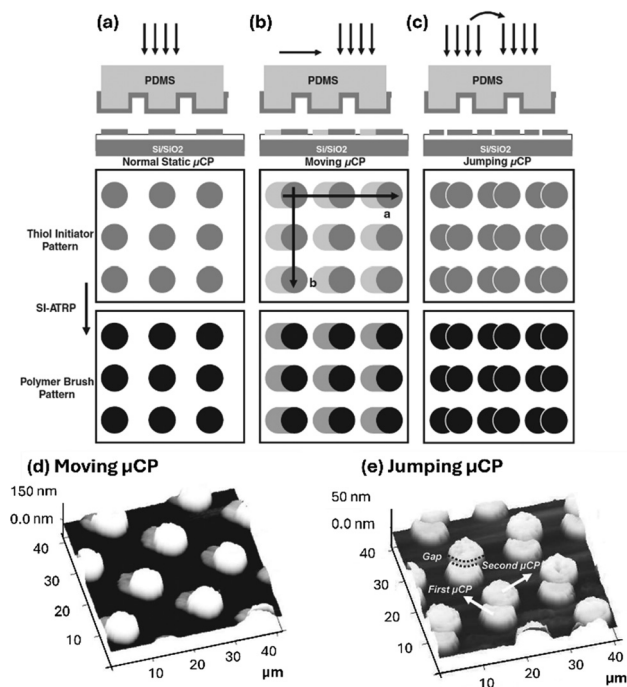 (a)
(b)
(c)
PDMS
PDMS
PDMS
Si/SiO2
Si/SiO2
Si/SiO2
Normal Static µCP
Moving µCP
Jumping µCP
Thiol Initiator
Pattern
a
b
SI-ATRP
Polymer Brush
Pattern
(d) Moving µCP
150 nm
0.0 nm
40
30
20
10
10
20
30
40
µm
(e) Jumping µCP
50 nm
0.0 nm
40
30
20
10
Gap
Second µCP
First µCP
10
20
30
40
µm